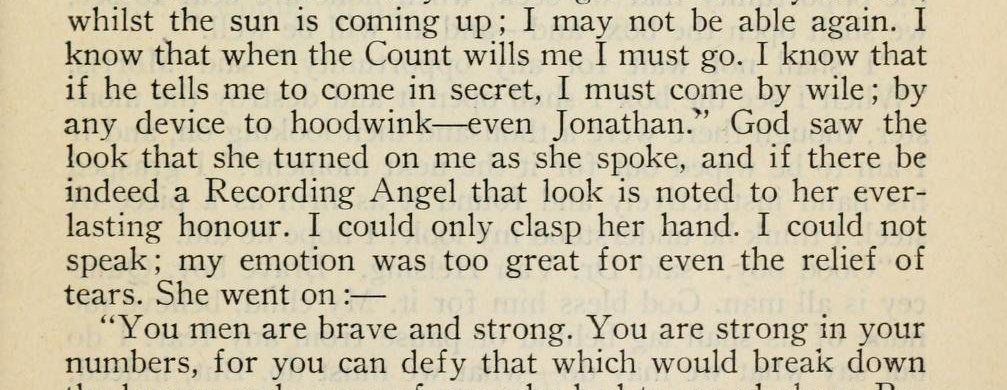 whilst the sun is coming up; I may not be able again. I
know that when the Count wills me I must go. I know that
if he tells me to come in secret, I must come by wile; by
any device to hoodwink—even Jonathan.” God saw the
look that she turned on me as she spoke, and if there be
indeed a Recording Angel that look is noted to her ever-
lasting honour. I could only clasp her hand. I could not
speak; my emotion was too great for even the relief of
tears. She went on:—
“You men are brave and strong. You are strong in your
numbers, for you can defy that which would break down